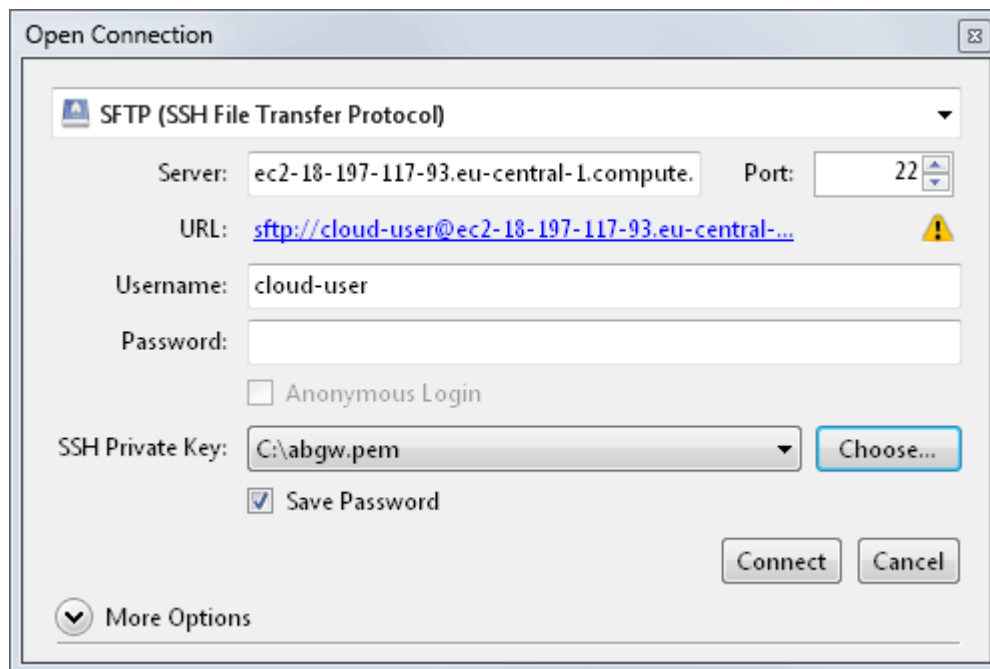 Open Connection
SFTP (SSH File Transfer Protocol)
Server: ec2-18-197-117-93.eu-central-1.compute. Port: 22
URL: sftp://cloud-user@ec2-18-197-117-93.eu-central-...
Username: cloud-user
Password:
Anonymous Login
SSH Private Key: C:\abgw.pem Choose...
Save Password
Connect Cancel
More Options